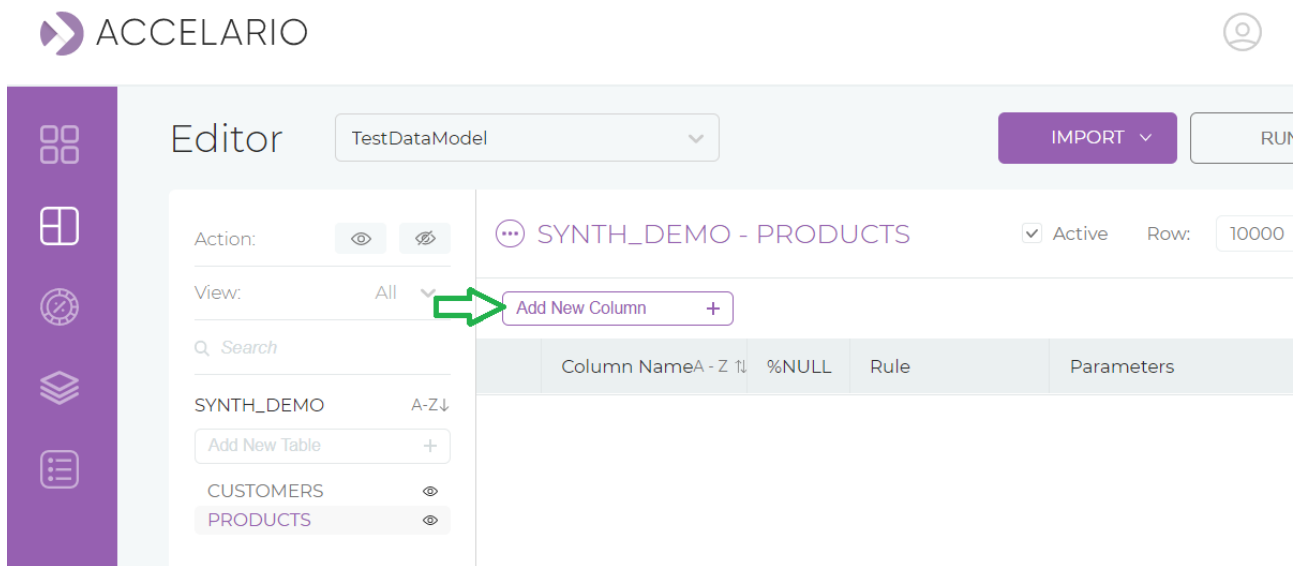 ACCELARIO
Editor
TestDataModel
IMPORT
RUN
Action:
View: All
Search
SYNTH_DEMO A-Z↓
Add New Table +
CUSTOMERS
PRODUCTS
SYNTH_DEMO - PRODUCTS
Active Row: 10000
Add New Column +
Column Name A - Z %NULL Rule Parameters